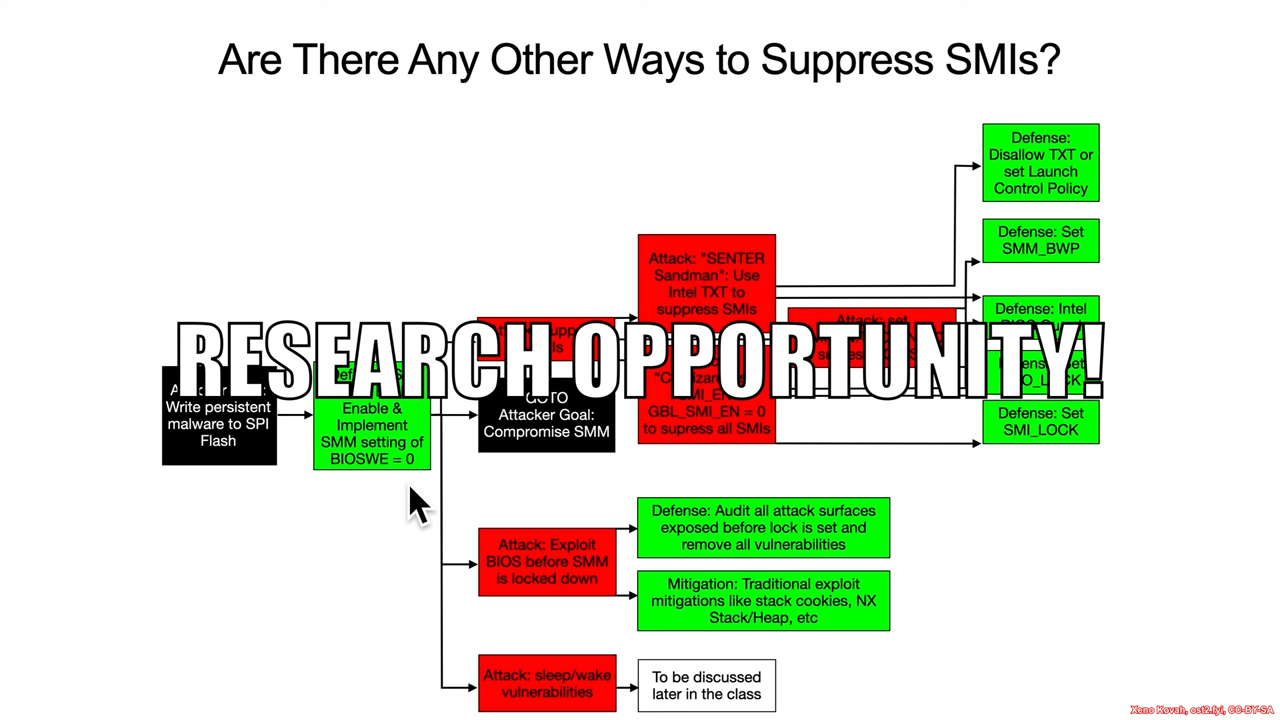 Are There Any Other Ways to Suppress SMIs?
Defense:
Disallow TXT or
set Launch
Control Policy
Defense: Set
SMM_BWP
Attack: "SENTER
Sandman": Use
Intel TXT to
suppress SMIs
Defense: Intel
Attack: set
RESEARCH OPPORTUNITY!
Write persistent
malware to SPI
Flash
Enable &
Implement
SMM setting of
BIOSWE = 0
GOTO
Attacker Goal:
Compromise SMM
GBL_SMI_EN = 0
to supress all SMIs
Defense: Set
SMI_LOCK
Attack: Exploit
BIOS before SMM
is locked down
Defense: Audit all attack surfaces
exposed before lock is set and
remove all vulnerabilities
Mitigation: Traditional exploit
mitigations like stack cookies, NX
Stack/Heap, etc
Attack: sleep/wake
vulnerabilities
To be discussed
later in the class
Xeno Kovah, ost2.fyi, CC-BY-SA